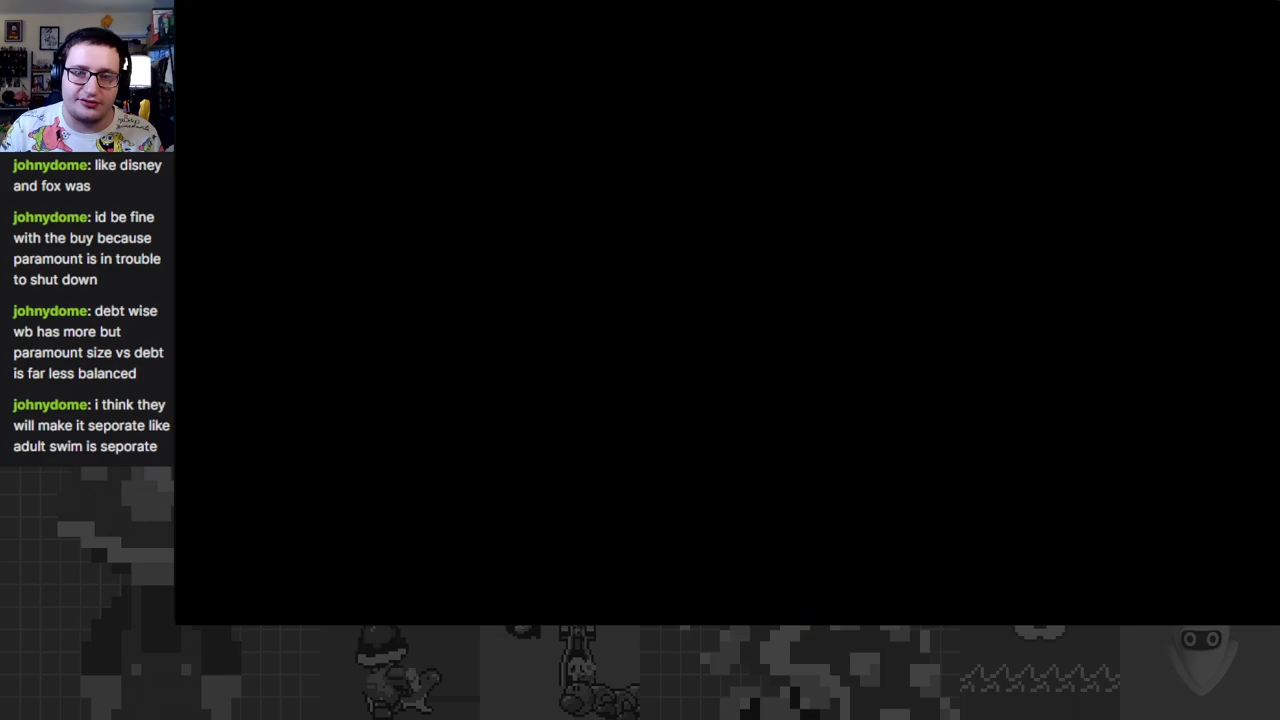 johnydome: like disney
and fox was
johnydome: id be fine
with the buy because
paramount is in trouble
to shut down
johnydome: debt wise
wb has more but
paramount size vs debt
is far less balanced
johnydome: i think they
will make it seporate like
adult swim is seporate